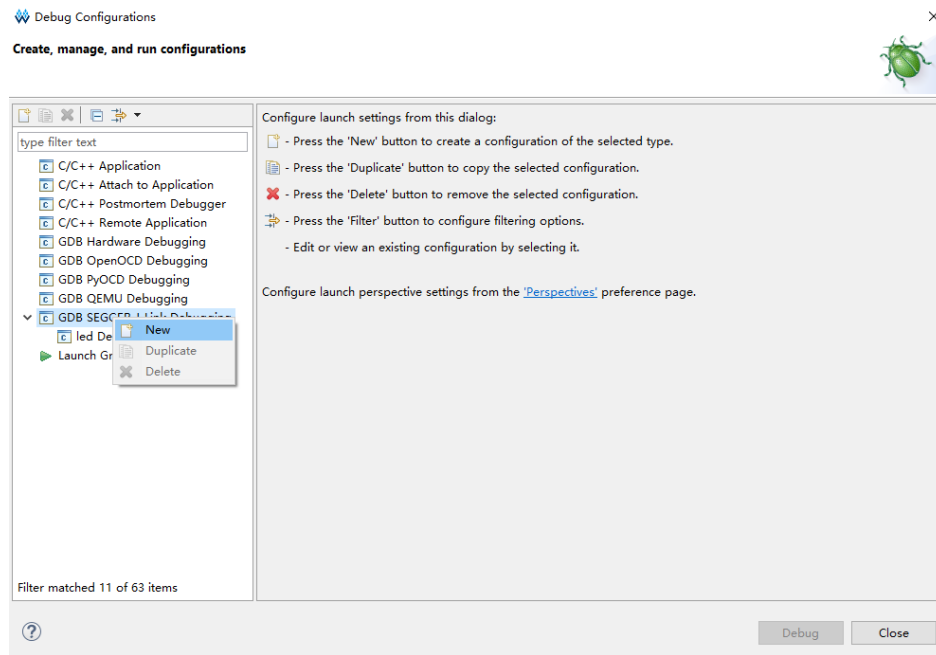 Debug Configurations
Create, manage, and run configurations
type filter text
C/C++ Application
C/C++ Attach to Application
C/C++ Postmortem Debugger
C/C++ Remote Application
GDB Hardware Debugging
GDB OpenOCD Debugging
GDB PyOCD Debugging
GDB QEMU Debugging
GDB SEGGER J-Link Debugging
led De
Launch Gr
New
Duplicate
Delete
Filter matched 11 of 63 items
Configure launch settings from this dialog:
- Press the 'New' button to create a configuration of the selected type.
- Press the 'Duplicate' button to copy the selected configuration.
- Press the 'Delete' button to remove the selected configuration.
- Press the 'Filter' button to configure filtering options.
- Edit or view an existing configuration by selecting it.
Configure launch perspective settings from the 'Perspectives' preference page.
Debug
Close